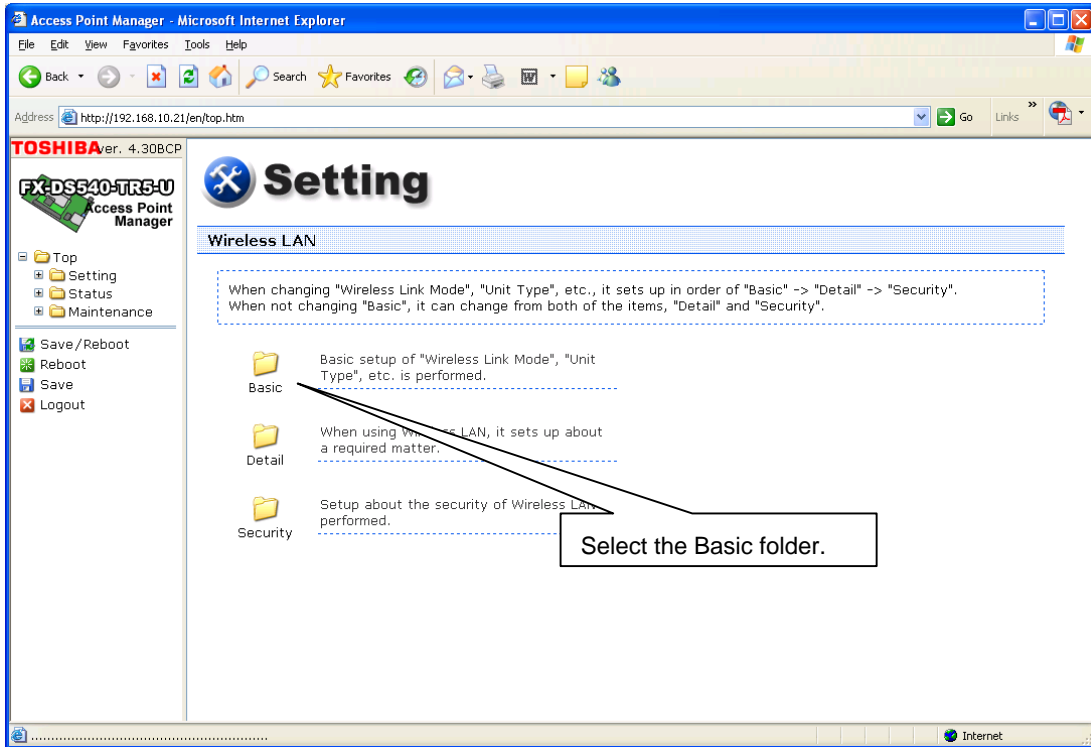 Access Point Manager - Microsoft Internet Explorer
File Edit View Favorites Tools Help
Back Search Favorites
Address http://192.168.10.21/en/top.htm Go Links »
TOSHIBA ver. 4.30BCP
FX-DS540-TR5-U
Access Point
Manager
Top
Setting
Status
Maintenance
Save/Reboot
Reboot
Save
Logout
Setting
Wireless LAN
When changing "Wireless Link Mode", "Unit Type", etc., it sets up in order of "Basic" -> "Detail" -> "Security".
When not changing "Basic", it can change from both of the items, "Detail" and "Security".
Basic
Basic setup of "Wireless Link Mode", "Unit
Type", etc. is performed.
Detail
When using Wireless LAN, it sets up about
a required matter.
Security
Setup about the security of Wireless LAN
performed.
Select the Basic folder.
Internet